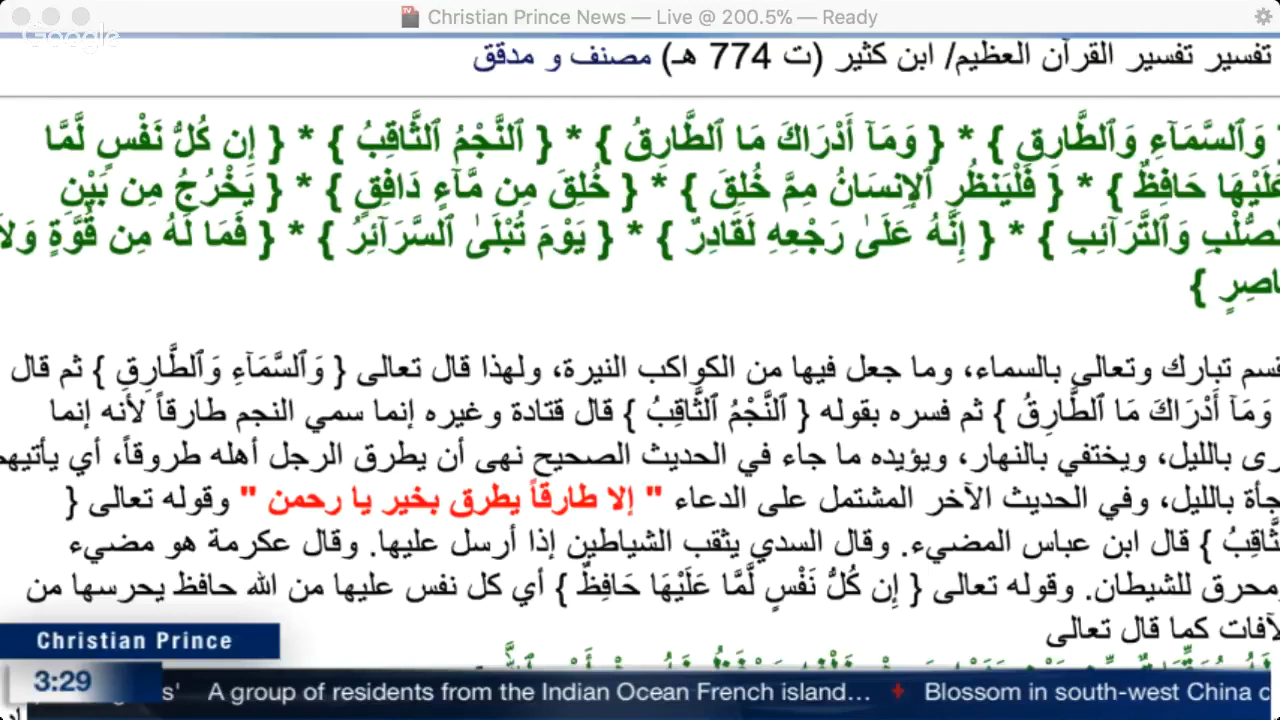 Christian Prince News — Live @ 200.5% — Ready
Google
تفسير تفسير القرآن العظيم/ ابن كثير (ت 774 هـ) مصنف و مدقق
وَٱلسَّمَآءِ وَٱلطَّارِقِ } * { وَمَآ أَدْرَاكَ مَا ٱلطَّارِقُ } * { ٱلنَّجْمُ ٱلثَّاقِبُ } * { إِن كُلُّ نَفْسٍ لَّمَّا
عَلَيْهَا حَافِظٌ } * { فَلْيَنظُرِ ٱلإِنسَانُ مِمَّ خُلِقَ } * { خُلِقَ مِن مَّآءٍ دَافِقٍ } * { يَخْرُجُ مِن بَيْنِ
ٱلصُّلْبِ وَٱلتَّرَآئِبِ } * { إِنَّهُ عَلَىٰ رَجْعِهِ لَقَادِرٌ } * { يَوْمَ تُبْلَىٰ ٱلسَّرَآئِرُ } * { فَمَا لَهُ مِن قُوَّةٍ وَلاَ
نَاصِرٍ }
قسم تبارك وتعالى بالسماء، وما جعل فيها من الكواكب النيرة، ولهذا قال تعالى { وَٱلسَّمَآءِ وَٱلطَّارِقِ } ثم قال
وَمَآ أَدْرَاكَ مَا ٱلطَّارِقُ } ثم فسره بقوله { ٱلنَّجْمُ ٱلثَّاقِبُ } قال قتادة وغيره إنما سمي النجم طارقاً لأنه إنما
رى بالليل، ويختفي بالنهار، ويؤيده ما جاء في الحديث الصحيح نهى أن يطرق الرجل أهله طروقاً، أي يأتيهم
جأة بالليل، وفي الحديث الآخر المشتمل على الدعاء " إلا طارقاً يطرق بخير يا رحمن " وقوله تعالى {
ثَّاقِبُ } قال ابن عباس المضيء. وقال السدي يثقب الشياطين إذا أرسل عليها. وقال عكرمة هو مضيء
ومحرق للشيطان. وقوله تعالى { إِن كُلُّ نَفْسٍ لَّمَّا عَلَيْهَا حَافِظٌ } أي كل نفس عليها من الله حافظ يحرسها من
لآفات كما قال تعالى
Christian Prince
3:29
A group of residents from the Indian Ocean French island... + Blossom in south-west China